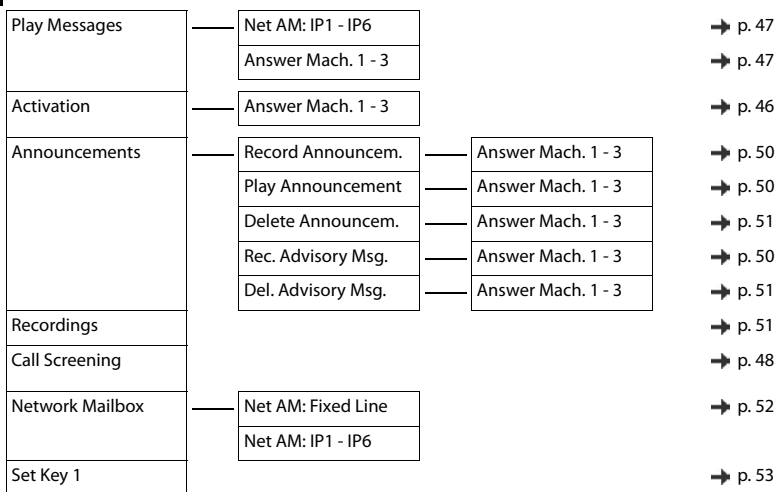 Play Messages Net AM: IP1 - IP6 p. 47
Answer Mach. 1 - 3 p. 47
Activation Answer Mach. 1 - 3 p. 46
Announcements Record Announcem. Answer Mach. 1 - 3 p. 50
Play Announcement Answer Mach. 1 - 3 p. 50
Delete Announcem. Answer Mach. 1 - 3 p. 51
Rec. Advisory Msg. Answer Mach. 1 - 3 p. 50
Del. Advisory Msg. Answer Mach. 1 - 3 p. 51
Recordings p. 51
Call Screening p. 48
Network Mailbox Net AM: Fixed Line p. 52
Net AM: IP1 - IP6
Set Key 1 p. 53